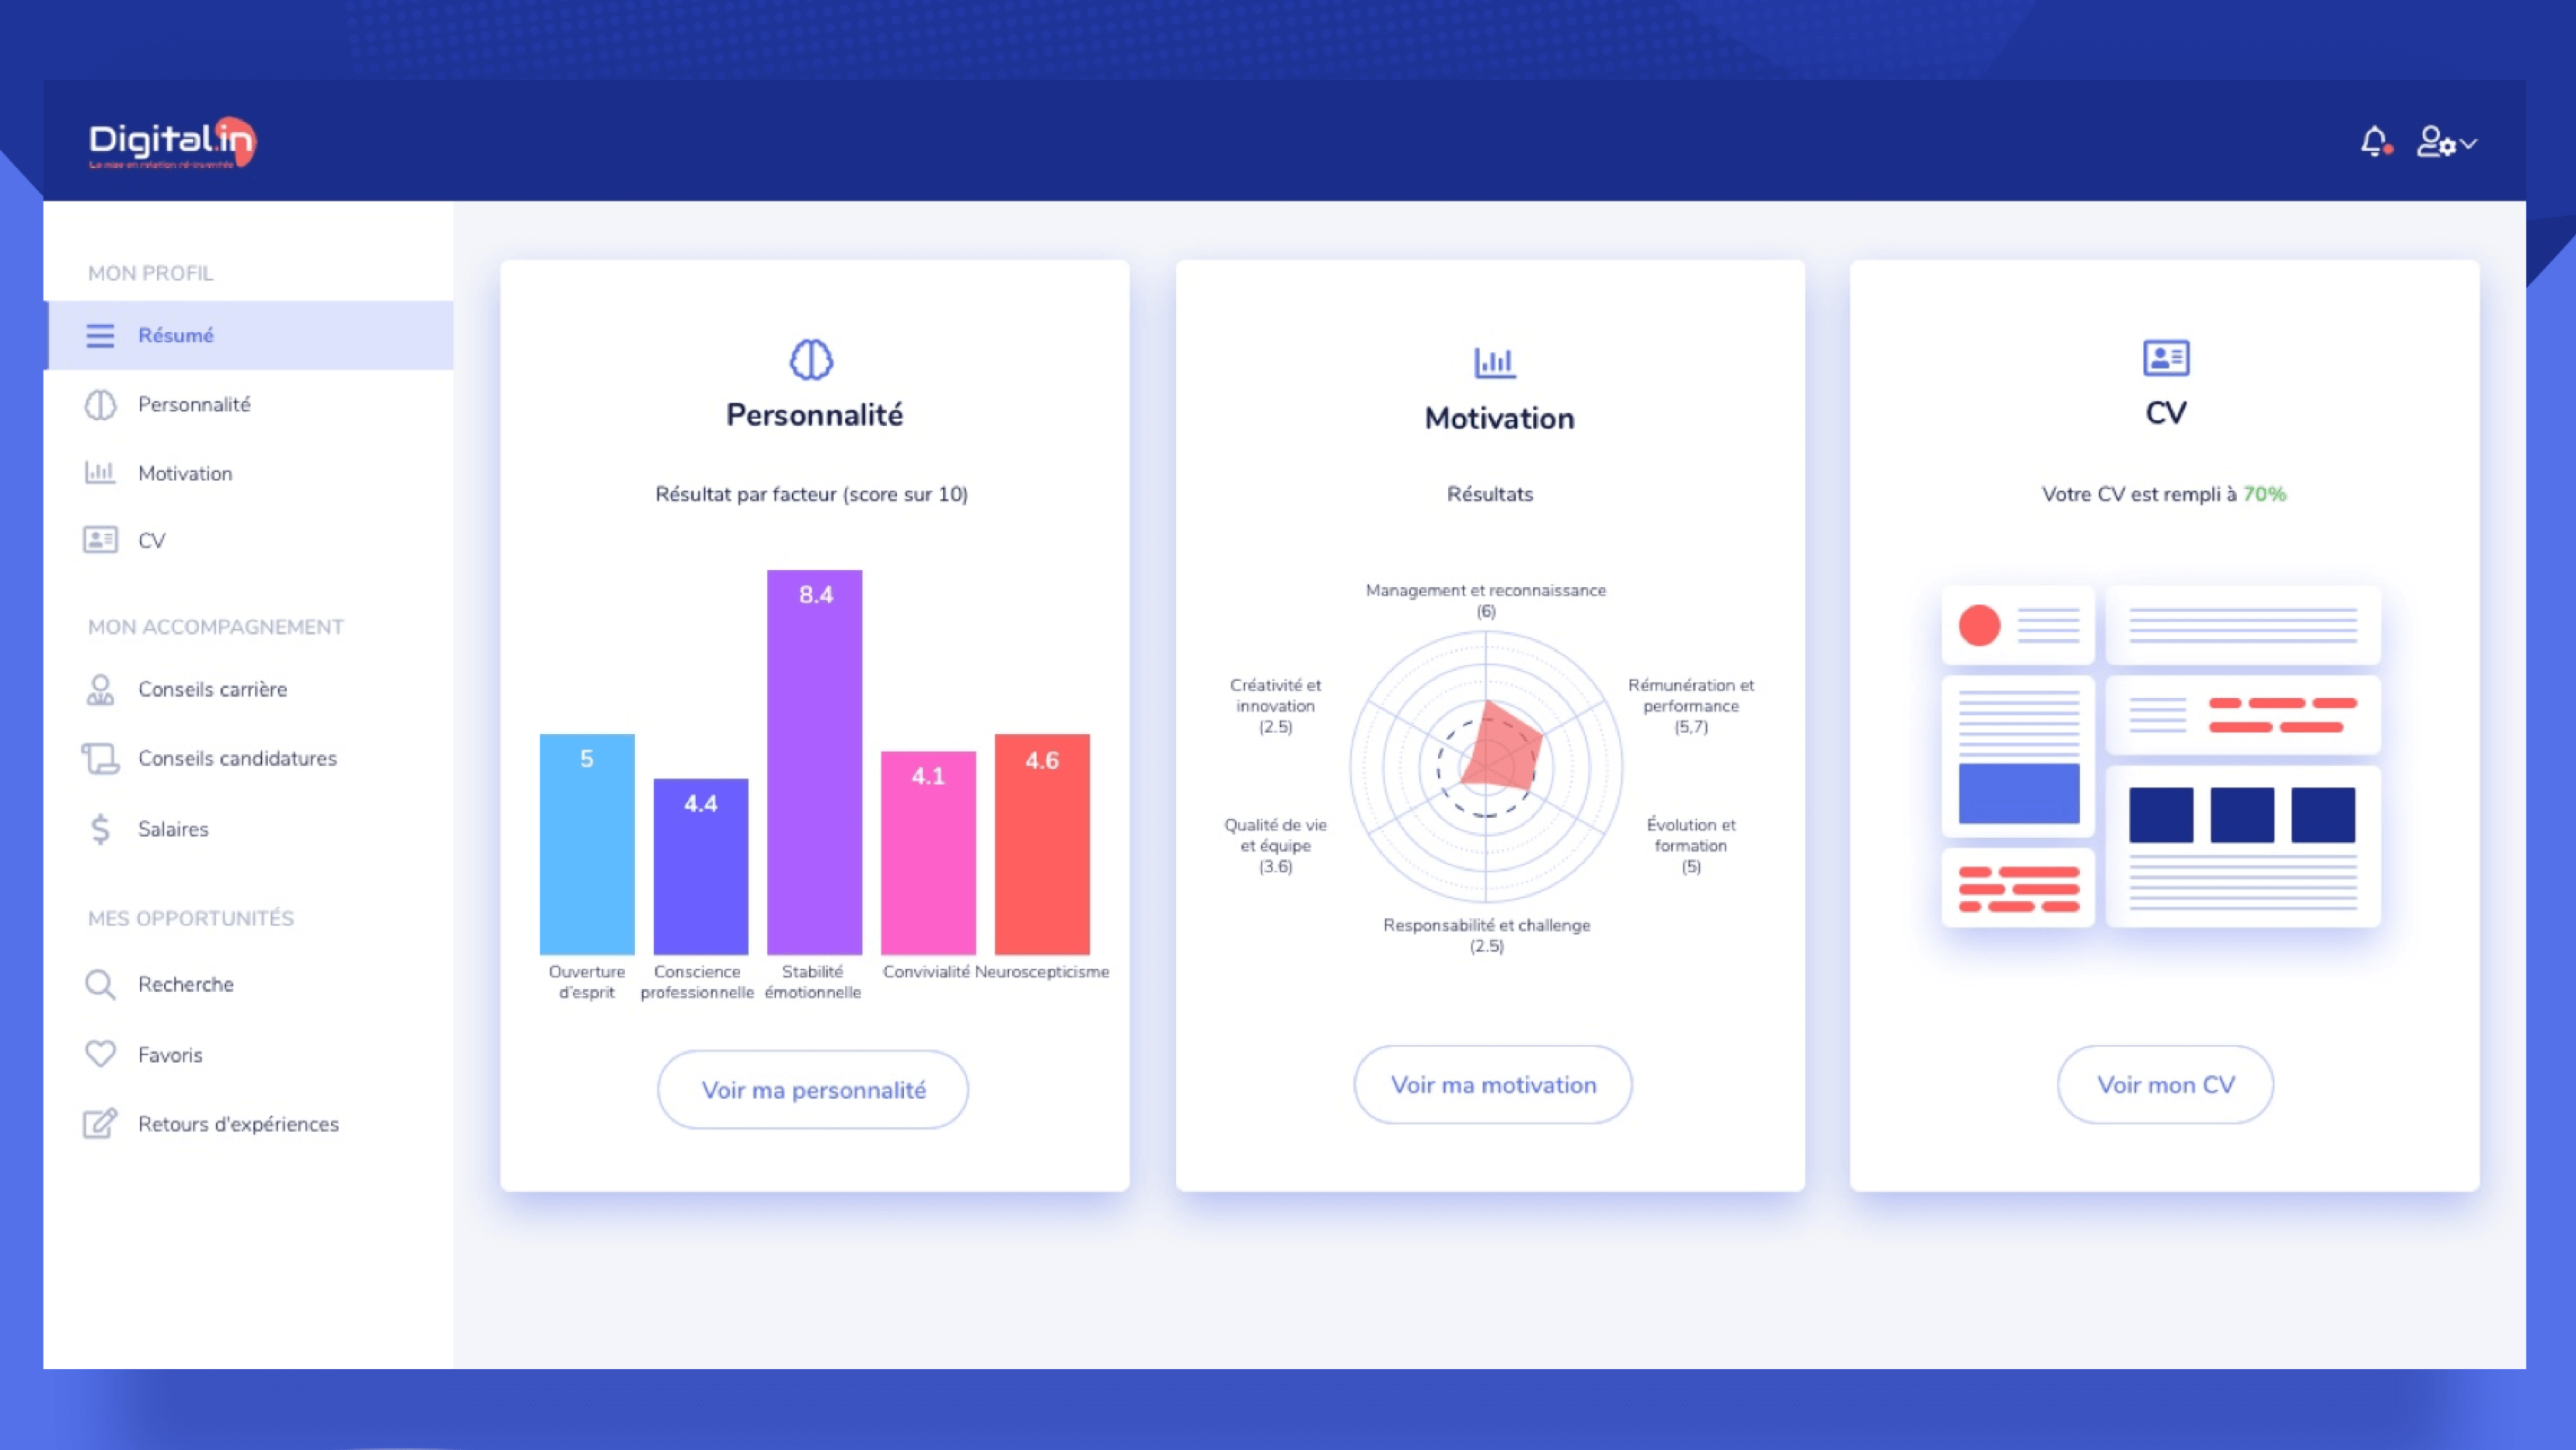 Digital.in
La mise en relation ré-inventée
MON PROFIL
Résumé
Personnalité
Motivation
CV
MON ACCOMPAGNEMENT
Conseils carrière
Conseils candidatures
Salaires
MES OPPORTUNITÉS
Recherche
Favoris
Retours d'expériences
Personnalité
Résultat par facteur (score sur 10)
5
4.4
8.4
4.1
4.6
Ouverture
d'esprit
Conscience
professionnelle
Stabilité
émotionnelle
Convivialité
Neuroscepticisme
Voir ma personnalité
Motivation
Résultats
Management et reconnaissance
(6)
Créativité et
innovation
(2.5)
Rémunération et
performance
(5,7)
Qualité de vie
et équipe
(3.6)
Évolution et
formation
(5)
Responsabilité et challenge
(2.5)
Voir ma motivation
CV
Votre CV est rempli à 70%
Voir mon CV